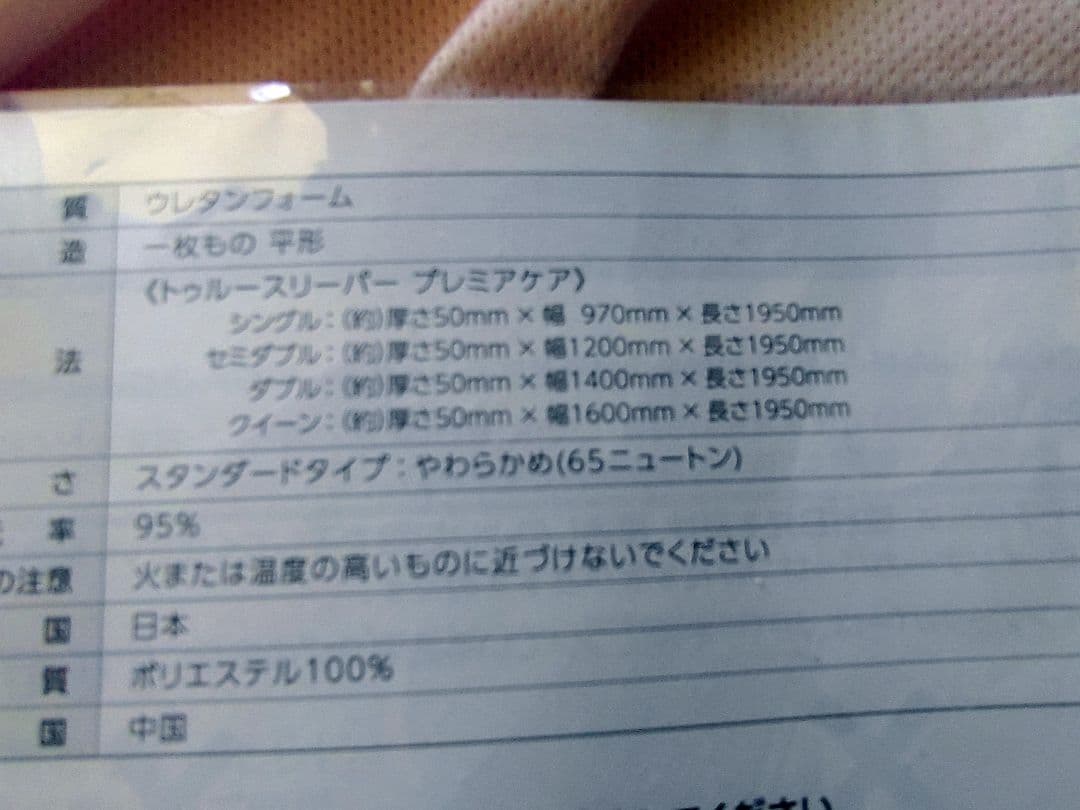 質 ウレタンフォーム
造 一枚もの 平形
《トゥルースリーパー プレミアケア》
シングル:(約)厚さ50mm×幅 970mm×長さ1950mm
法 セミダブル:(約)厚さ50mm×幅1200mm×長さ1950mm
ダブル:(約)厚さ50mm×幅1400mm×長さ1950mm
クイーン:(約)厚さ50mm×幅1600mm×長さ1950mm
さ スタンダードタイプ:やわらかめ(65ニュートン)
率 95%
の注意 火または温度の高いものに近づけないでください
国 日本
質 ポリエステル100%
国 中国
ください